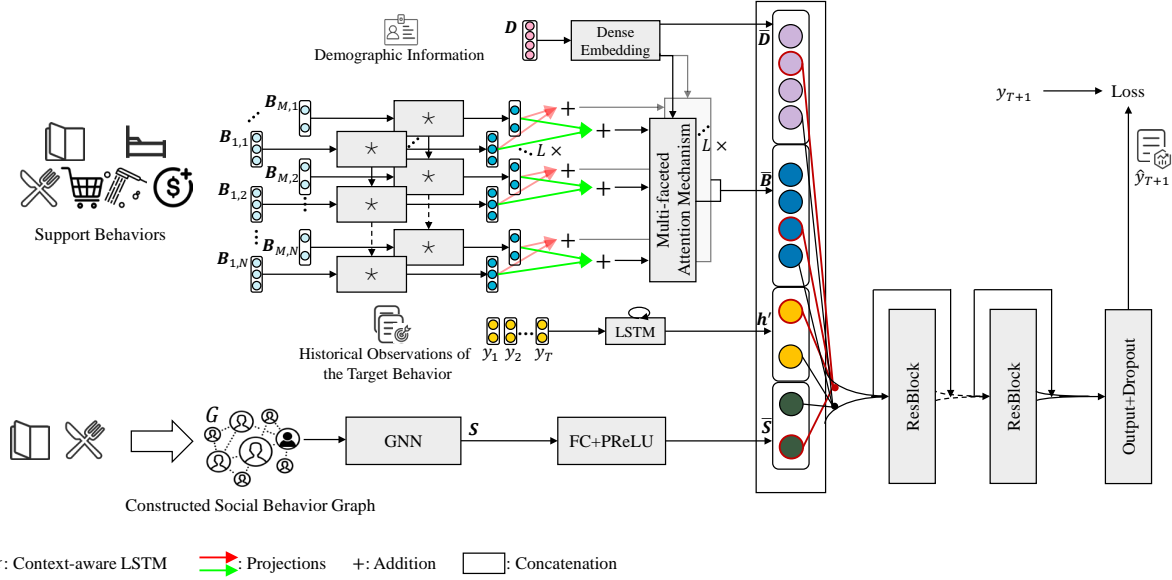 D
Dense
Embedding
Demographic Information
D̅
y_{T+1}
Loss
B_{M,1}
*
+
B_{1,1}
*
+
L ×
L ×
ŷ_{T+1}
B_{M,2}
*
+
B_{1,2}
*
+
Multi-faceted
Attention Mechanism
B̅
Support Behaviors
B_{M,N}
*
+
B_{1,N}
*
+
h′
LSTM
Historical Observations of
the Target Behavior
y_1 y_2 ... y_T
ResBlock
ResBlock
Output+Dropout
G
GNN
S
FC+PReLU
S̅
Constructed Social Behavior Graph
: Context-aware LSTM
: Projections
+: Addition
: Concatenation